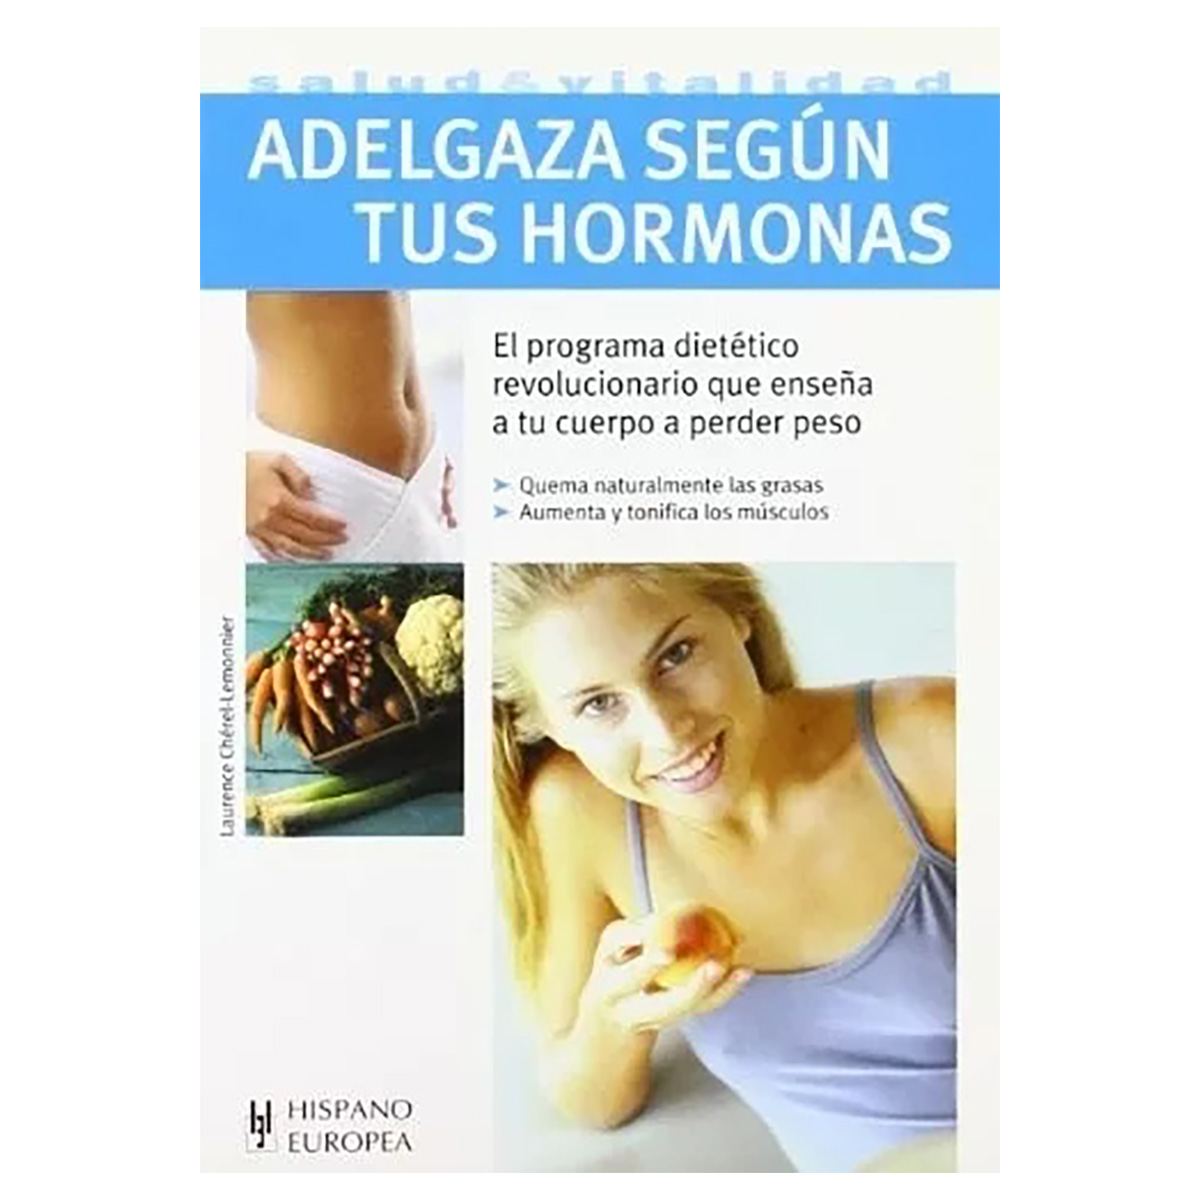 salud&vitalidad
ADELGAZA SEGÚN
TUS HORMONAS
El programa dietético
revolucionario que enseña
a tu cuerpo a perder peso
➤ Quema naturalmente las grasas
➤ Aumenta y tonifica los músculos
Laurence Chérel-Lemonnier
HISPANO
EUROPEA